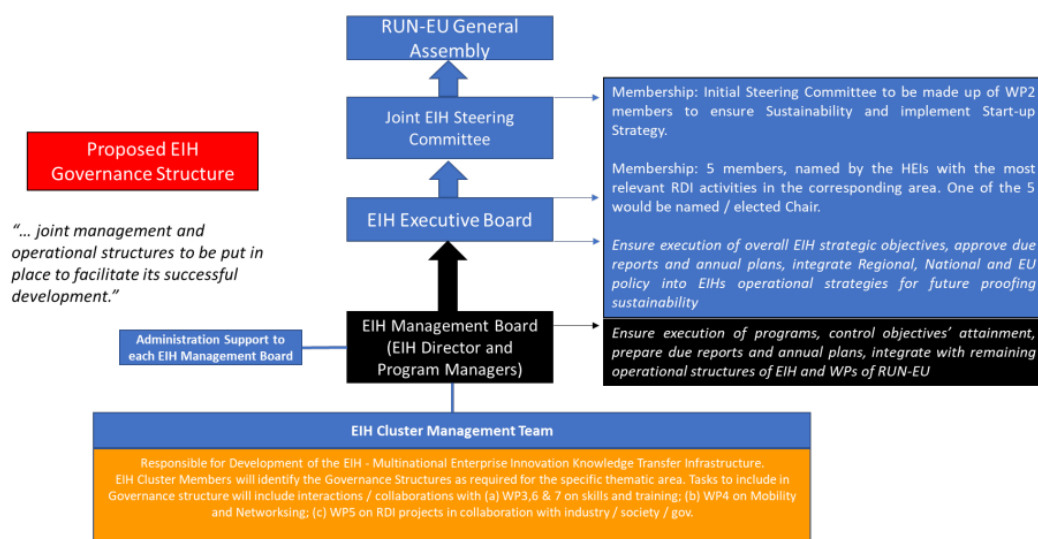 RUN-EU General
Assembly
Joint EIH Steering
Committee
Proposed EIH
Governance Structure
EIH Executive Board
“… joint management and
operational structures to be put in
place to facilitate its successful
development.”
Membership: Initial Steering Committee to be made up of WP2
members to ensure Sustainability and implement Start-up
Strategy.
Membership: 5 members, named by the HEIs with the most
relevant RDI activities in the corresponding area. One of the 5
would be named / elected Chair.
Ensure execution of overall EIH strategic objectives, approve due
reports and annual plans, integrate Regional, National and EU
policy into EIHs operational strategies for future proofing
sustainability
Administration Support to
each EIH Management Board
EIH Management Board
(EIH Director and
Program Managers)
Ensure execution of programs, control objectives’ attainment,
prepare due reports and annual plans, integrate with remaining
operational structures of EIH and WPs of RUN-EU
EIH Cluster Management Team
Responsible for Development of the EIH - Multinational Enterprise Innovation Knowledge Transfer Infrastructure.
EIH Cluster Members will identify the Governance Structures as required for the specific thematic area. Tasks to include in
Governance structure will include interactions / collaborations with (a) WP3,6 & 7 on skills and training; (b) WP4 on Mobility
and Networksing; (c) WP5 on RDI projects in collaboration with industry / society / gov.